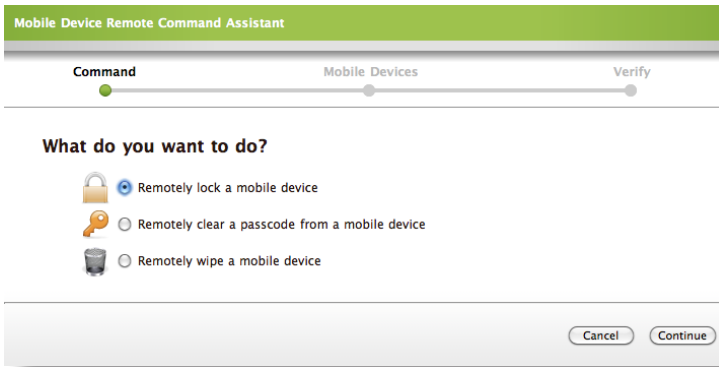 Mobile Device Remote Command Assistant
Command Mobile Devices Verify
What do you want to do?
Remotely lock a mobile device
Remotely clear a passcode from a mobile device
Remotely wipe a mobile device
Cancel Continue